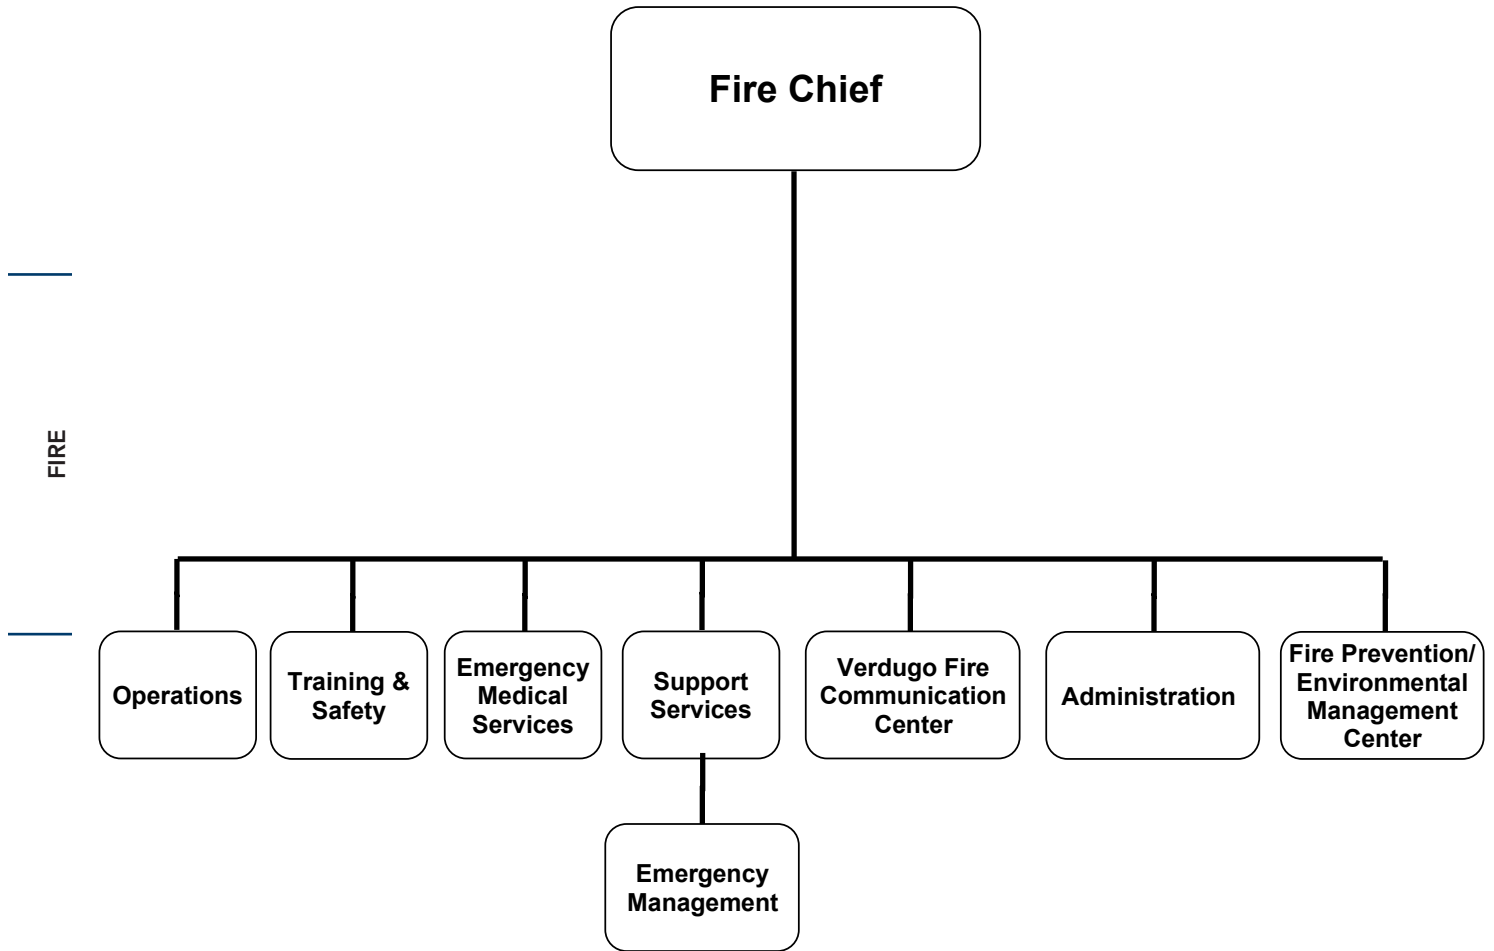 Fire Chief
FIRE
Operations
Training &
Safety
Emergency
Medical
Services
Support
Services
Verdugo Fire
Communication
Center
Administration
Fire Prevention/
Environmental
Management
Center
Emergency
Management